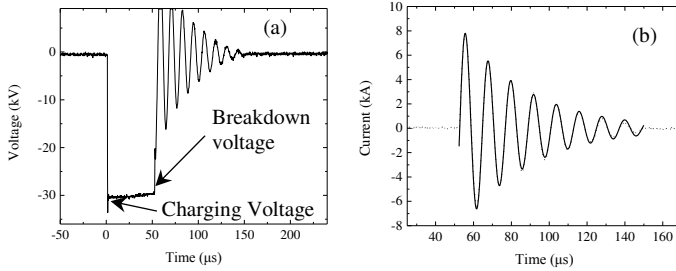 (a)
0
-10
-20
-30
Voltage (kV)
Breakdown
voltage
Charging Voltage
-50 0 50 100 150 200
Time (µs)
(b)
8
6
4
2
0
-2
-4
-6
-8
Current (kA)
40 60 80 100 120 140 160 180
Time (µs)